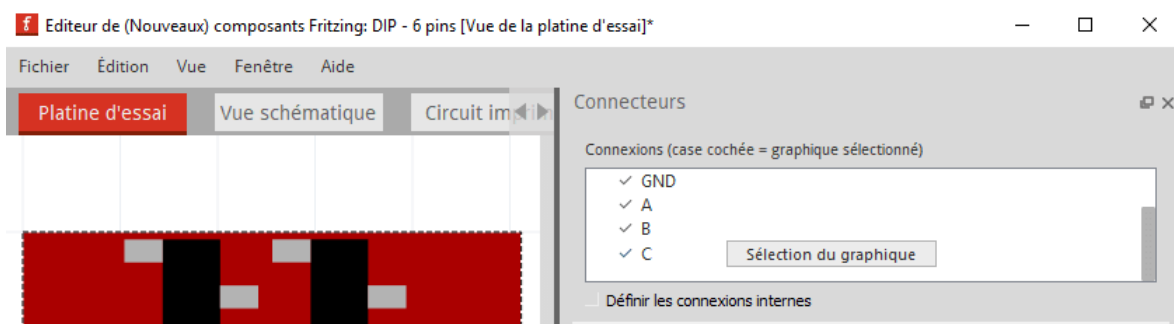 Editeur de (Nouveaux) composants Fritzing: DIP - 6 pins [Vue de la platine d'essai]*
Fichier Édition Vue Fenêtre Aide
Platine d'essai Vue schématique Circuit imprim
Connecteurs
Connexions (case cochée = graphique sélectionné)
GND
A
B
C Sélection du graphique
Définir les connexions internes